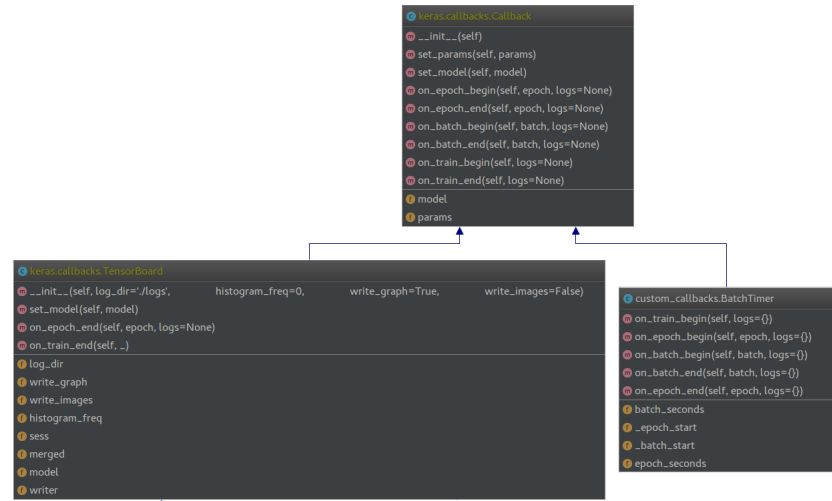 keras.callbacks.Callback
__init__(self)
set_params(self, params)
set_model(self, model)
on_epoch_begin(self, epoch, logs=None)
on_epoch_end(self, epoch, logs=None)
on_batch_begin(self, batch, logs=None)
on_batch_end(self, batch, logs=None)
on_train_begin(self, logs=None)
on_train_end(self, logs=None)
model
params
keras.callbacks.TensorBoard
__init__(self, log_dir='./logs', histogram_freq=0, write_graph=True, write_images=False)
set_model(self, model)
on_epoch_end(self, epoch, logs=None)
on_train_end(self, _)
log_dir
write_graph
write_images
histogram_freq
sess
merged
model
writer
custom_callbacks.BatchTimer
on_train_begin(self, logs={})
on_epoch_begin(self, epoch, logs={})
on_batch_begin(self, batch, logs={})
on_batch_end(self, batch, logs={})
on_epoch_end(self, epoch, logs={})
batch_seconds
_epoch_start
_batch_start
epoch_seconds